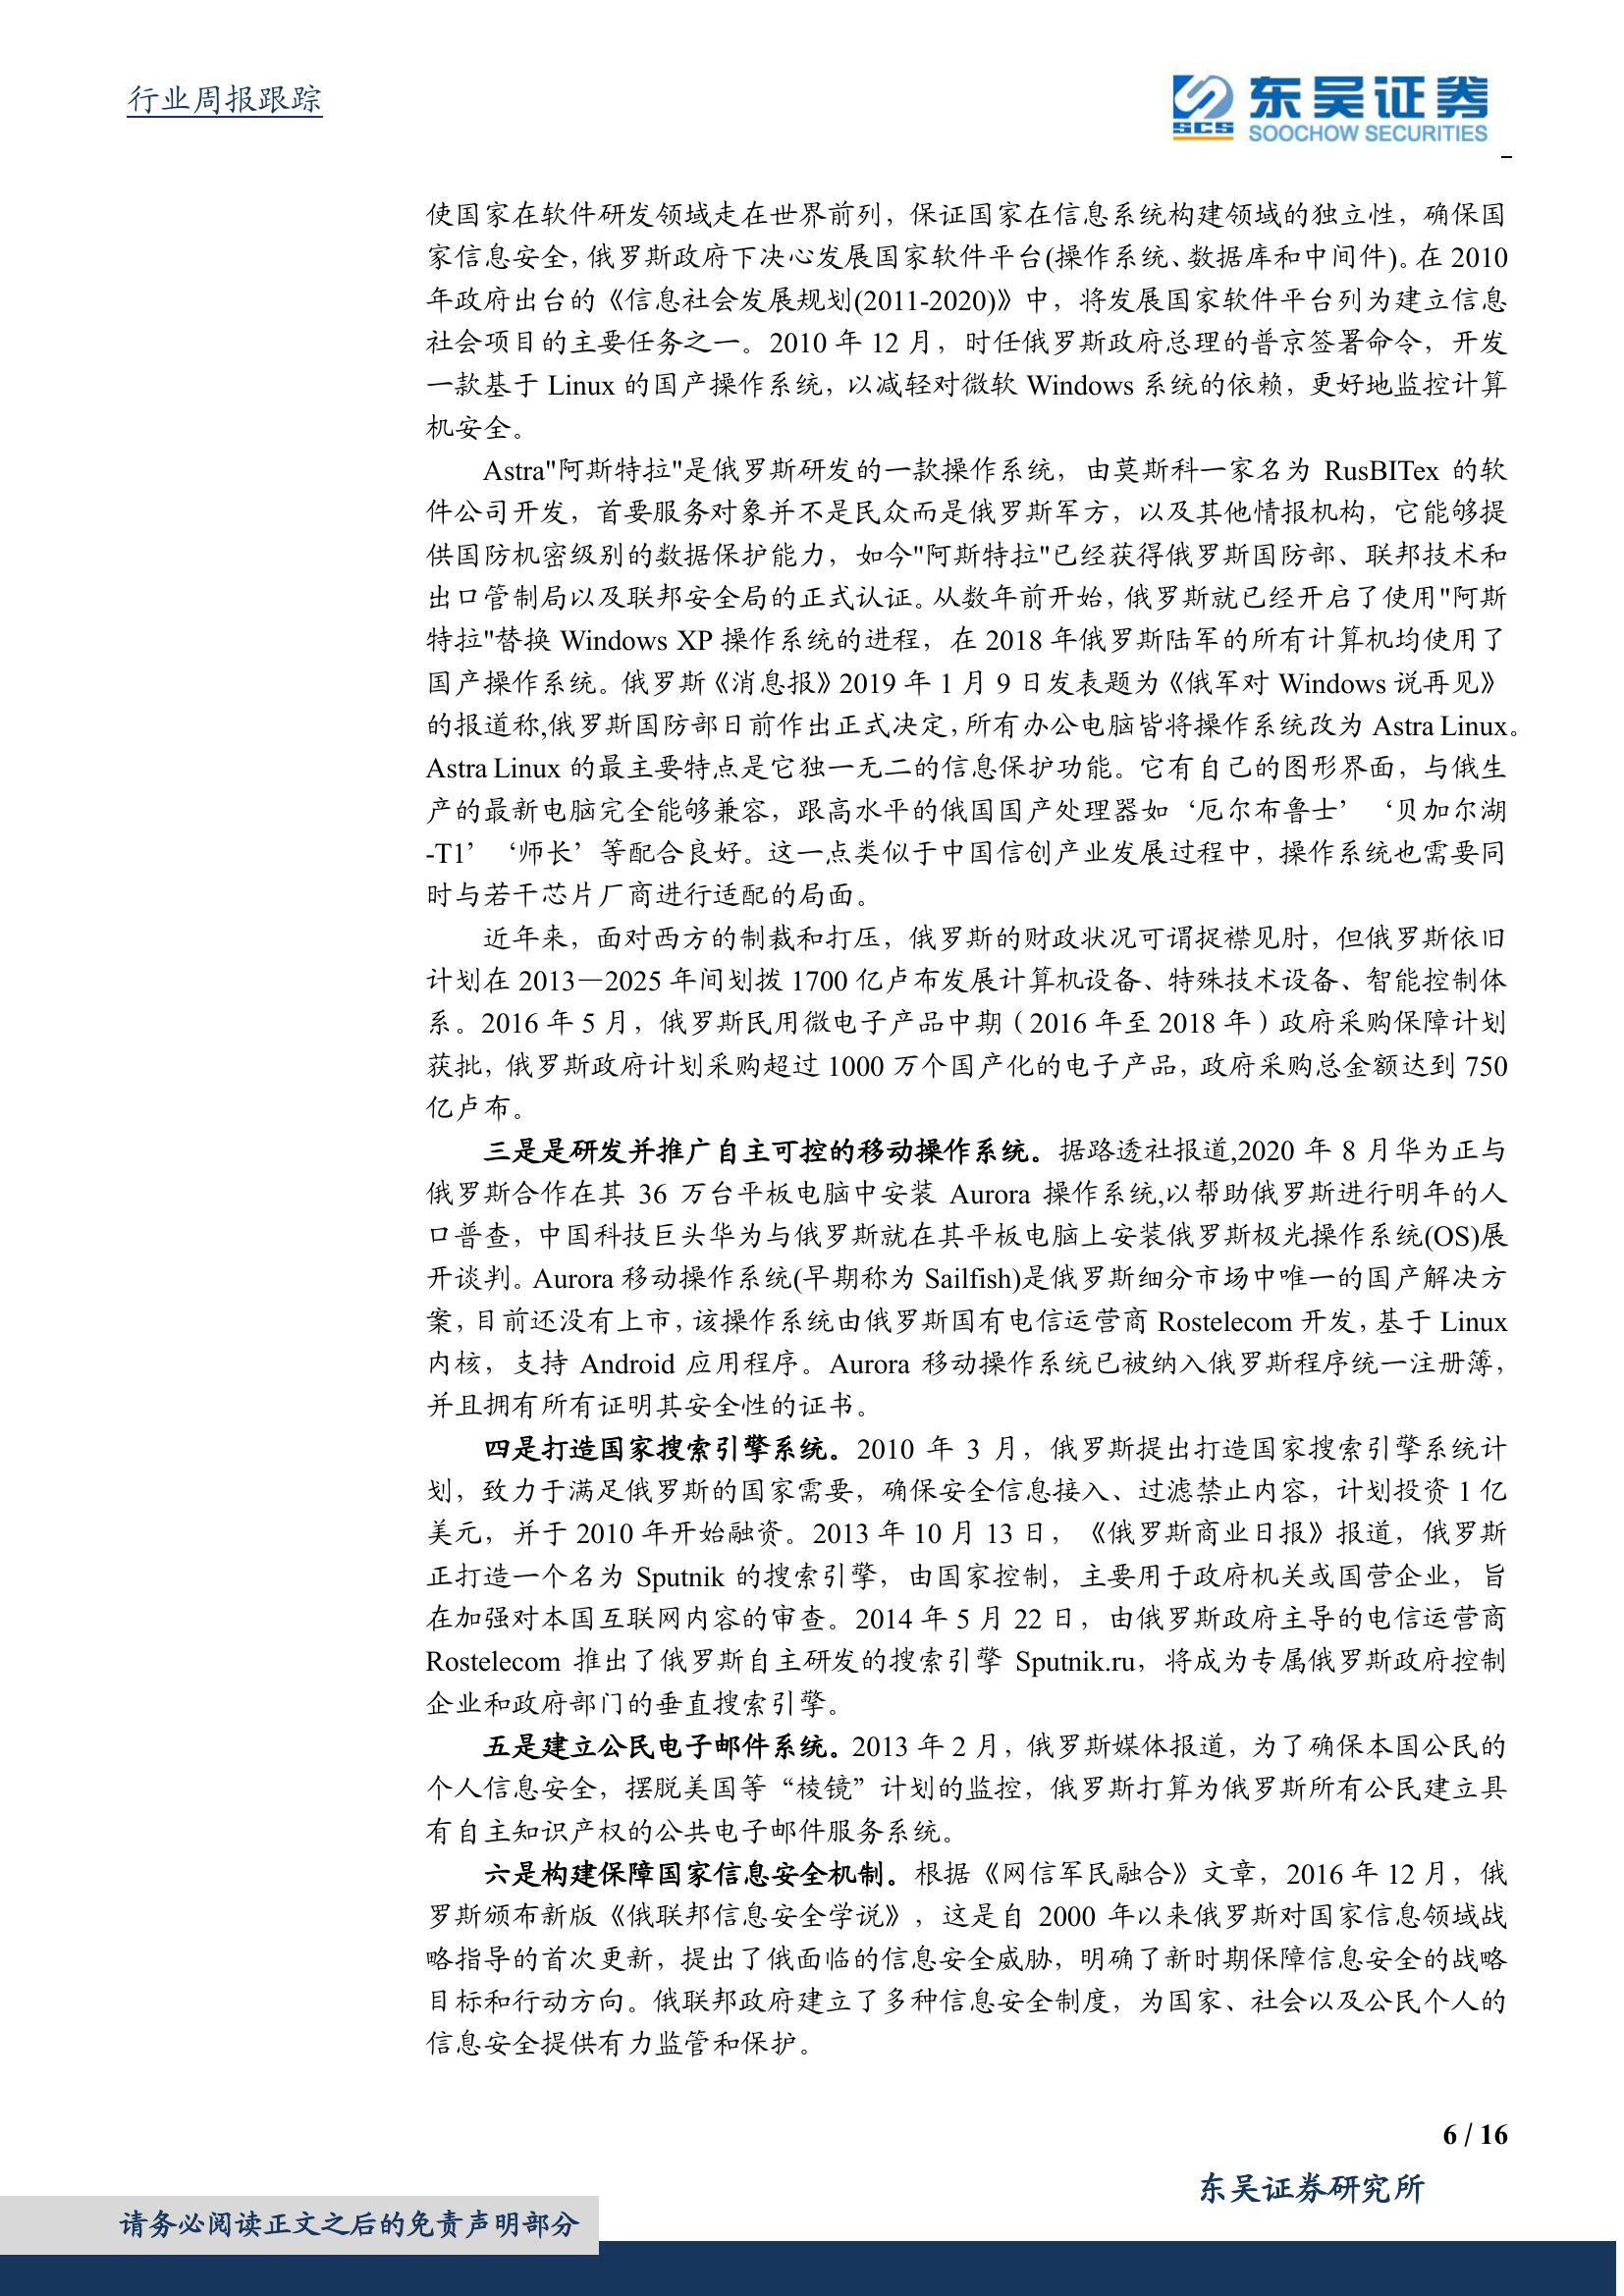 行业周报跟踪
东吴证券
SCS
SOOCHOW SECURITIES
使国家在软件研发领域走在世界前列，保证国家在信息系统构建领域的独立性，确保国
家信息安全，俄罗斯政府下决心发展国家软件平台(操作系统、数据库和中间件)。在 2010
年政府出台的《信息社会发展规划(2011-2020)》中，将发展国家软件平台列为建立信息
社会项目的主要任务之一。2010 年 12 月，时任俄罗斯政府总理的普京签署命令，开发
一款基于 Linux 的国产操作系统，以减轻对微软 Windows 系统的依赖，更好地监控计算
机安全。
Astra"阿斯特拉"是俄罗斯研发的一款操作系统，由莫斯科一家名为 RusBITex 的软
件公司开发，首要服务对象并不是民众而是俄罗斯军方，以及其他情报机构，它能够提
供国防机密级别的数据保护能力，如今"阿斯特拉"已经获得俄罗斯国防部、联邦技术和
出口管制局以及联邦安全局的正式认证。从数年前开始，俄罗斯就已经开启了使用"阿斯
特拉"替换 Windows XP 操作系统的进程，在 2018 年俄罗斯陆军的所有计算机均使用了
国产操作系统。俄罗斯《消息报》2019 年 1 月 9 日发表题为《俄军对 Windows 说再见》
的报道称,俄罗斯国防部日前作出正式决定，所有办公电脑皆将操作系统改为 Astra Linux。
Astra Linux 的最主要特点是它独一无二的信息保护功能。它有自己的图形界面，与俄生
产的最新电脑完全能够兼容，跟高水平的俄国国产处理器如‘厄尔布鲁士’‘贝加尔湖
-T1’‘师长’等配合良好。这一点类似于中国信创产业发展过程中，操作系统也需要同
时与若干芯片厂商进行适配的局面。
近年来，面对西方的制裁和打压，俄罗斯的财政状况可谓捉襟见肘，但俄罗斯依旧
计划在 2013—2025 年间划拨 1700 亿卢布发展计算机设备、特殊技术设备、智能控制体
系。2016 年 5 月，俄罗斯民用微电子产品中期（2016 年至 2018 年）政府采购保障计划
获批，俄罗斯政府计划采购超过 1000 万个国产化的电子产品，政府采购总金额达到 750
亿卢布。
三是是研发并推广自主可控的移动操作系统。据路透社报道,2020 年 8 月华为正与
俄罗斯合作在其 36 万台平板电脑中安装 Aurora 操作系统,以帮助俄罗斯进行明年的人
口普查，中国科技巨头华为与俄罗斯就在其平板电脑上安装俄罗斯极光操作系统(OS)展
开谈判。Aurora 移动操作系统(早期称为 Sailfish)是俄罗斯细分市场中唯一的国产解决方
案，目前还没有上市，该操作系统由俄罗斯国有电信运营商 Rostelecom 开发，基于 Linux
内核，支持 Android 应用程序。Aurora 移动操作系统已被纳入俄罗斯程序统一注册簿，
并且拥有所有证明其安全性的证书。
四是打造国家搜索引擎系统。2010 年 3 月，俄罗斯提出打造国家搜索引擎系统计
划，致力于满足俄罗斯的国家需要，确保安全信息接入、过滤禁止内容，计划投资 1 亿
美元，并于 2010 年开始融资。2013 年 10 月 13 日，《俄罗斯商业日报》报道，俄罗斯
正打造一个名为 Sputnik 的搜索引擎，由国家控制，主要用于政府机关或国营企业，旨
在加强对本国互联网内容的审查。2014 年 5 月 22 日，由俄罗斯政府主导的电信运营商
Rostelecom 推出了俄罗斯自主研发的搜索引擎 Sputnik.ru，将成为专属俄罗斯政府控制
企业和政府部门的垂直搜索引擎。
五是建立公民电子邮件系统。2013 年 2 月，俄罗斯媒体报道，为了确保本国公民的
个人信息安全，摆脱美国等“棱镜”计划的监控，俄罗斯打算为俄罗斯所有公民建立具
有自主知识产权的公共电子邮件服务系统。
六是构建保障国家信息安全机制。根据《网信军民融合》文章，2016 年 12 月，俄
罗斯颁布新版《俄联邦信息安全学说》，这是自 2000 年以来俄罗斯对国家信息领域战
略指导的首次更新，提出了俄面临的信息安全威胁，明确了新时期保障信息安全的战略
目标和行动方向。俄联邦政府建立了多种信息安全制度，为国家、社会以及公民个人的
信息安全提供有力监管和保护。
6 / 16
东吴证券研究所
请务必阅读正文之后的免责声明部分